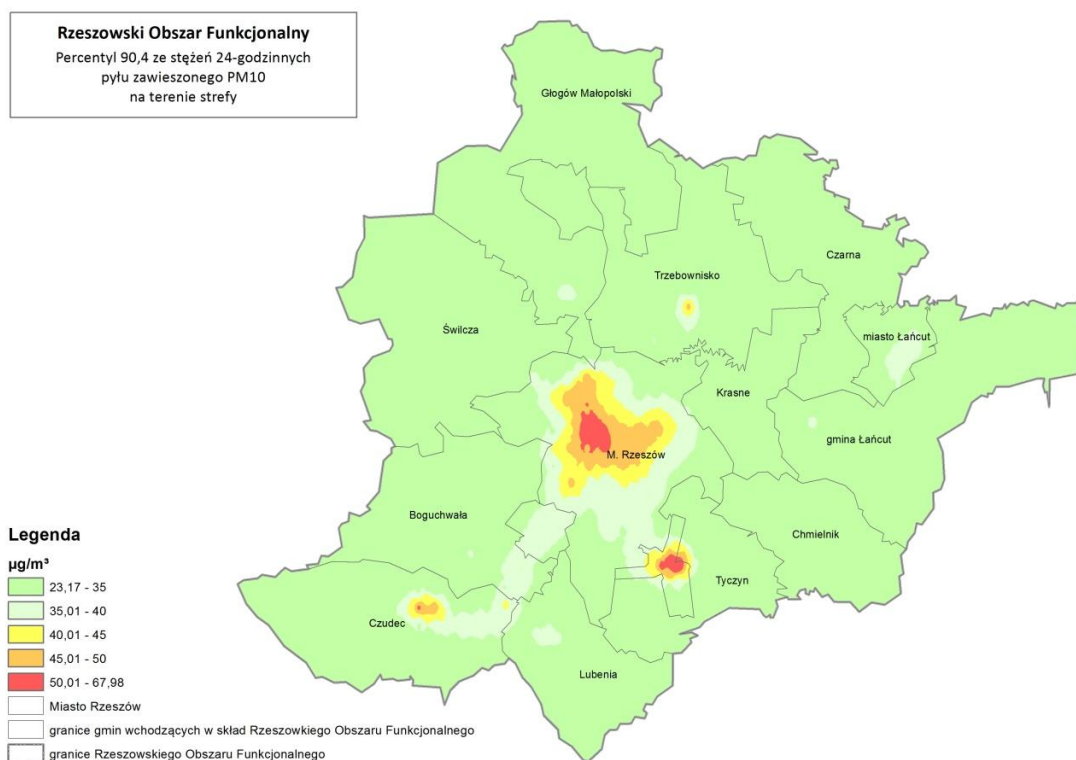 Rzeszowski Obszar Funkcjonalny
Percentyl 90,4 ze stężeń 24-godzinnych
pyłu zawieszonego PM10
na terenie strefy
Głogów Małopolski
Czarna
Trzebownisko
Świlcza
miasto Łańcut
Krasne
gmina Łańcut
M. Rzeszów
Boguchwała
Chmielnik
Tyczyn
Czudec
Lubenia
Legenda
µg/m³
23,17 - 35
35,01 - 40
40,01 - 45
45,01 - 50
50,01 - 67,98
Miasto Rzeszów
granice gmin wchodzących w skład Rzeszowkiego Obszaru Funkcjonalnego
granice Rzeszowskiego Obszaru Funkcjonalnego